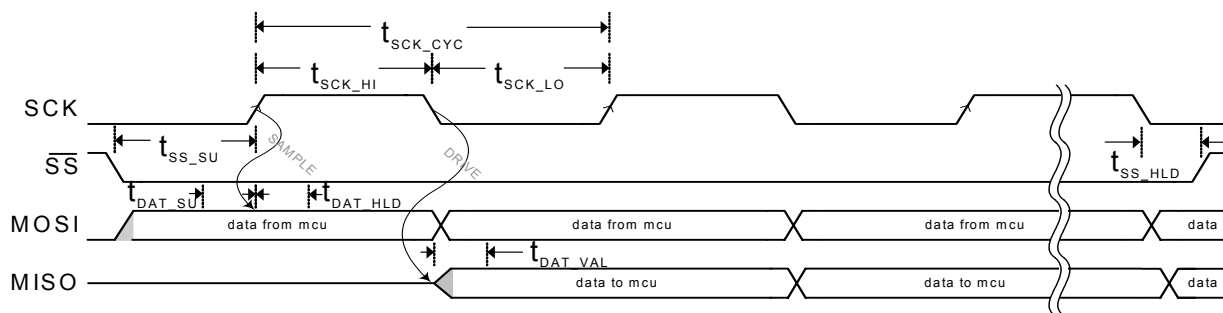 tSCK_CYC
tSCK_HI
tSCK_LO
SCK
SAMPLE
DRIVE
tSS_SU
tSS_HLD
SS
tDAT_SU
tDAT_HLD
MOSI
data from mcu
data from mcu
data from mcu
data
tDAT_VAL
MISO
data to mcu
data to mcu
data